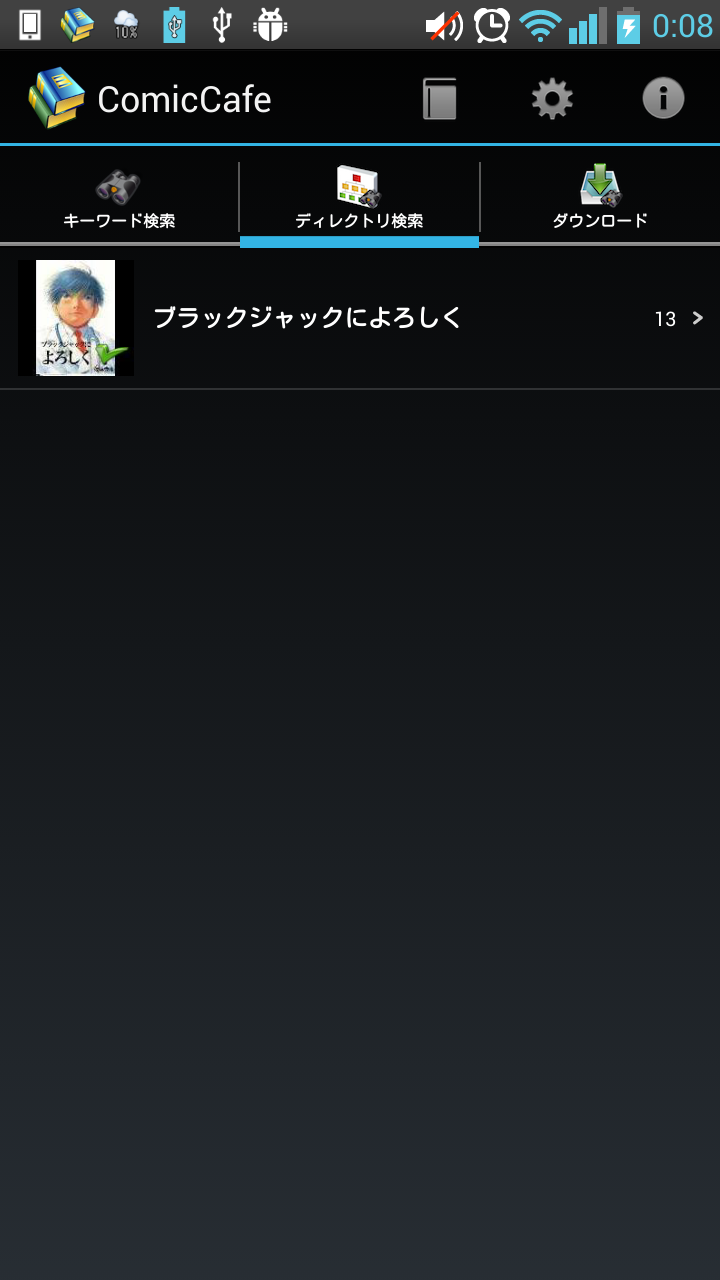 10%
0:08
ComicCafe
キーワード検索
ディレクトリ検索
ダウンロード
ブラックジャックによろしく
13
ブラックジャックに
よろしく